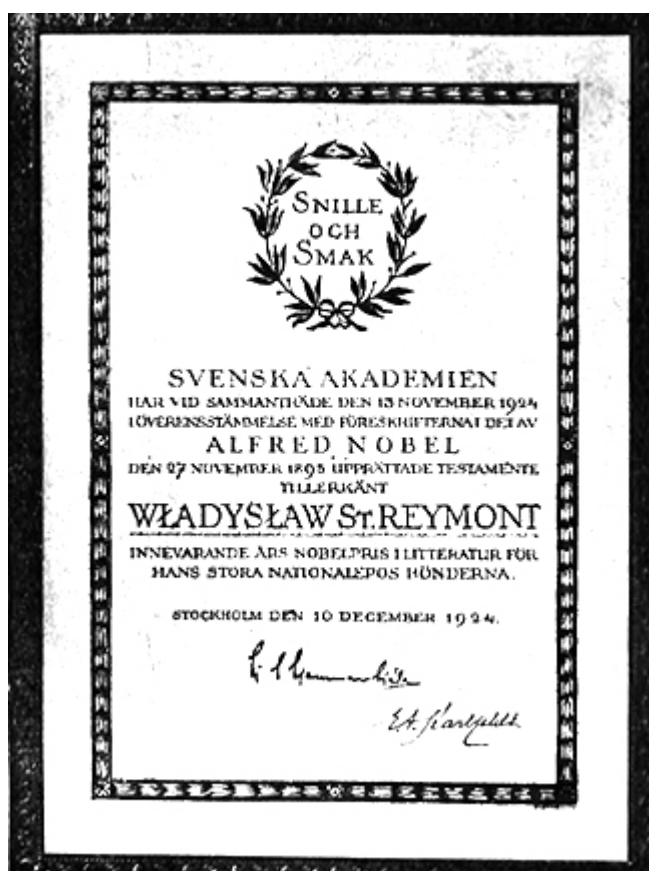 SNILLE
OCH
SMAK
SVENSKA AKADEMIEN
HAR VID SAMMANTRÄDE DEN 13 NOVEMBER 1924
I ÖVERENSSTÄMMELSE MED FÖRESKRIFTERNA I DET AV
ALFRED NOBEL
DEN 27 NOVEMBER 1895 UPPRÄTTADE TESTAMENTE
TILLERKÄNT
WŁADYSŁAW ST. REYMONT
INNEVARANDE ÅRS NOBELPRIS I LITTERATUR FÖR
HANS STORA NATIONALEPOS BÖNDERNA.
STOCKHOLM DEN 10 DECEMBER 1924.
E.A. Karlfeldt